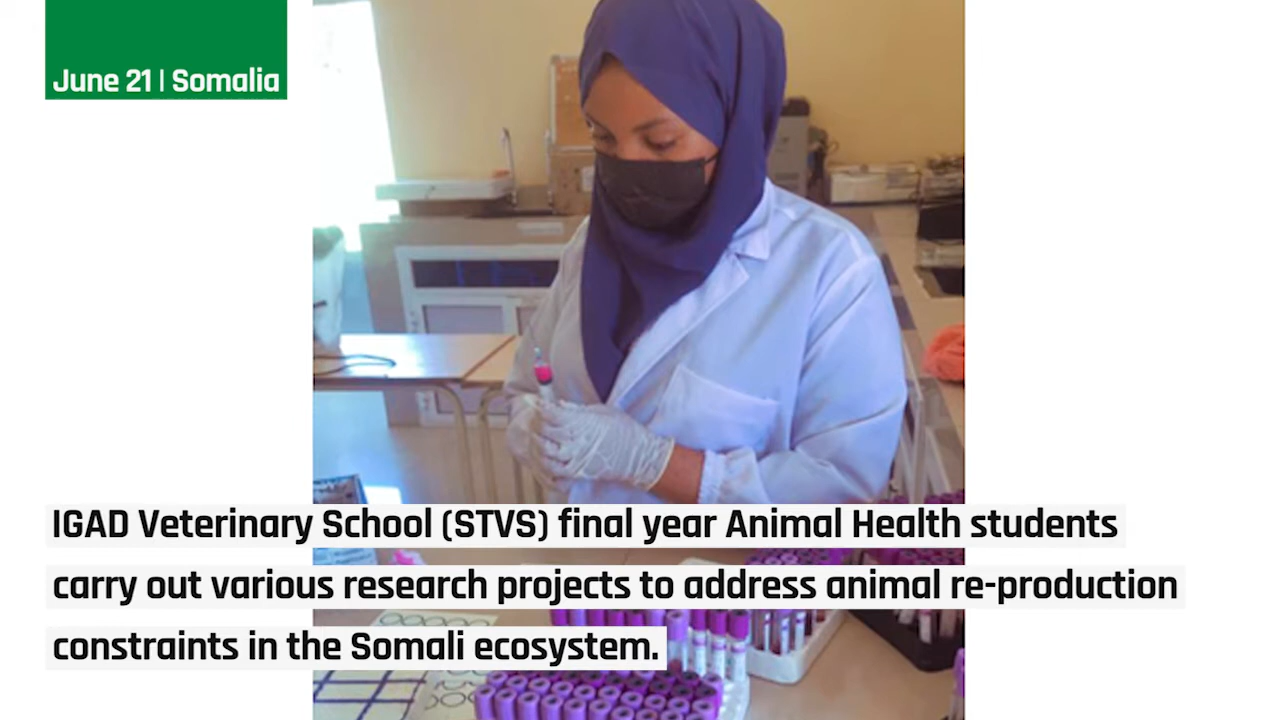 June 21 | Somalia
IGAD Veterinary School (STVS) final year Animal Health students
carry out various research projects to address animal re-production
constraints in the Somali ecosystem.